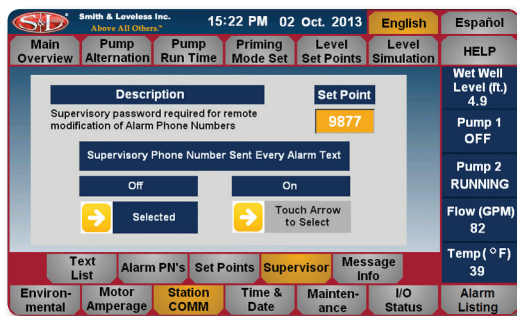 S&L
Smith & Loveless Inc.
Above All Others.™
15:22 PM 02 Oct. 2013
English
Español
Main
Overview
Pump
Alternation
Pump
Run Time
Priming
Mode Set
Level
Set Points
Level
Simulation
HELP
Description
Set Point
Supervisory password required for remote
modification of Alarm Phone Numbers
9877
Supervisory Phone Number Sent Every Alarm Text
Off
On
Selected
Touch Arrow
to Select
Wet Well
Level (ft.)
4.9
Pump 1
OFF
Pump 2
RUNNING
Flow (GPM)
82
Temp (°F)
39
Text
List
Alarm PN's
Set Points
Supervisor
Message
Info
Environ-
mental
Motor
Amperage
Station
COMM
Time &
Date
Mainten-
ance
I/O
Status
Alarm
Listing